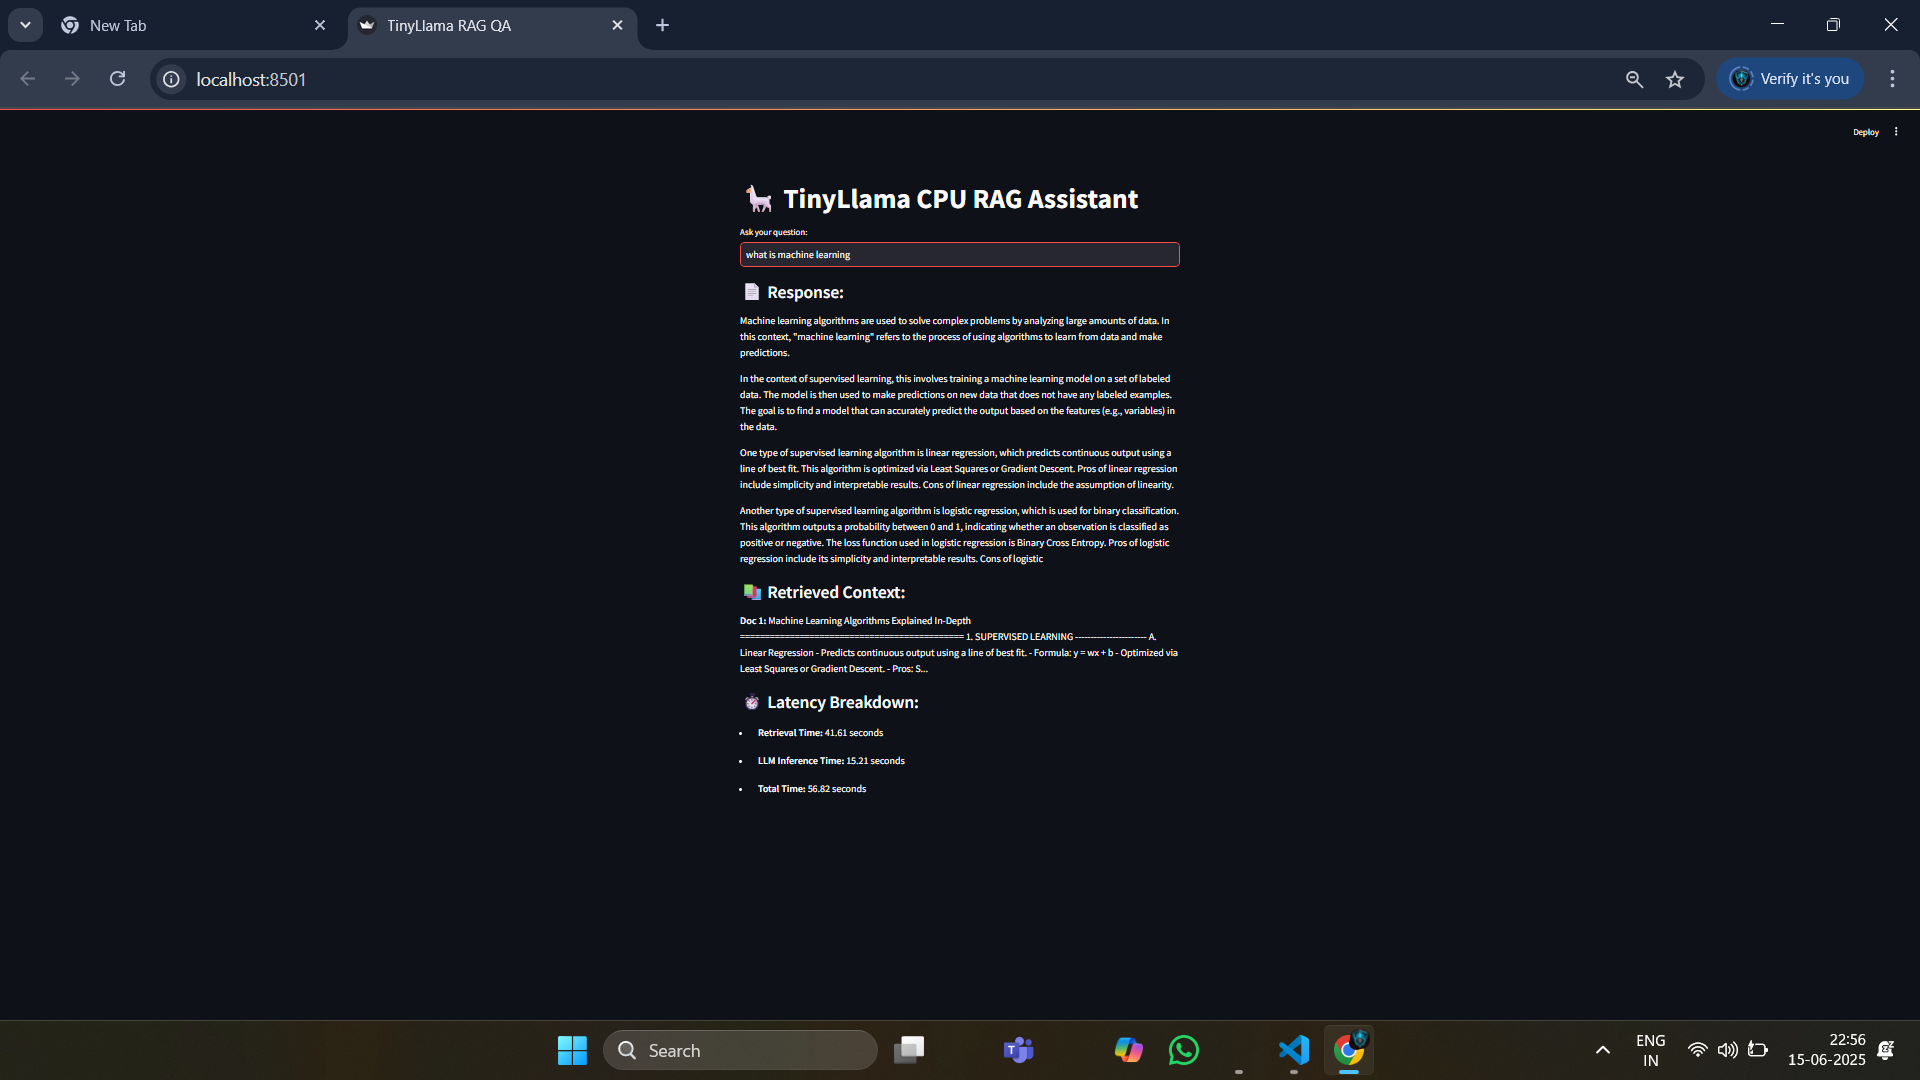 New Tab
TinyLlama RAG QA
localhost:8501
Verify it's you
Deploy
TinyLlama CPU RAG Assistant
Ask your question:
what is machine learning
Response:
Machine learning algorithms are used to solve complex problems by analyzing large amounts of data. In
this context, "machine learning" refers to the process of using algorithms to learn from data and make
predictions.
In the context of supervised learning, this involves training a machine learning model on a set of labeled
data. The model is then used to make predictions on new data that does not have any labeled examples.
The goal is to find a model that can accurately predict the output based on the features (e.g., variables) in
the data.
One type of supervised learning algorithm is linear regression, which predicts continuous output using a
line of best fit. This algorithm is optimized via Least Squares or Gradient Descent. Pros of linear regression
include simplicity and interpretable results. Cons of linear regression include the assumption of linearity.
Another type of supervised learning algorithm is logistic regression, which is used for binary classification.
This algorithm outputs a probability between 0 and 1, indicating whether an observation is classified as
positive or negative. The loss function used in logistic regression is Binary Cross Entropy. Pros of logistic
regression include its simplicity and interpretable results. Cons of logistic
Retrieved Context:
Doc 1: Machine Learning Algorithms Explained In-Depth
============================================ 1. SUPERVISED LEARNING ----------------------- A.
Linear Regression - Predicts continuous output using a line of best fit. - Formula: y = wx + b - Optimized via
Least Squares or Gradient Descent. - Pros: S...
Latency Breakdown:
• Retrieval Time: 41.61 seconds
• LLM Inference Time: 15.21 seconds
• Total Time: 56.82 seconds
Search
ENG
IN
22:56
15-06-2025